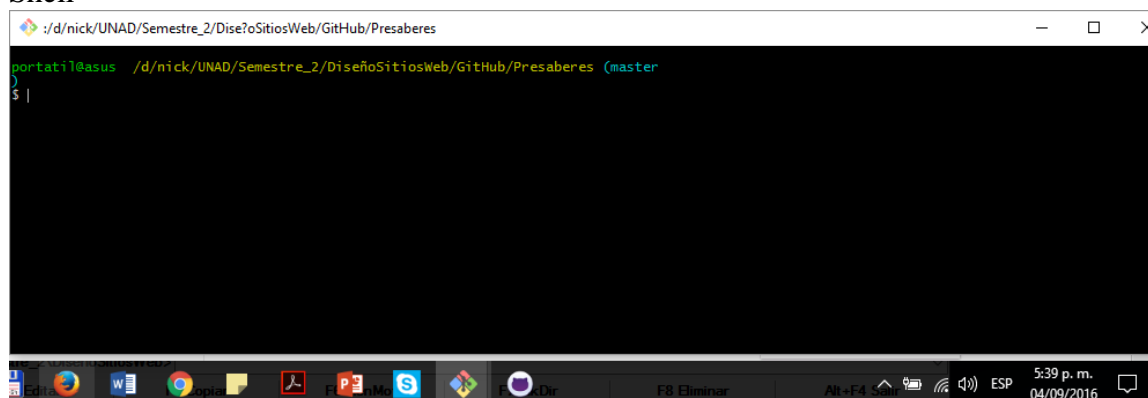 Shell
:/d/nick/UNAD/Semestre_2/Dise?oSitiosWeb/GitHub/Presaberes
portatil@asus /d/nick/UNAD/Semestre_2/DiseñoSitiosWeb/GitHub/Presaberes (master
)
$
F8 Eliminar
Alt+F4 Salir
ESP
5:39 p. m.
04/09/2016